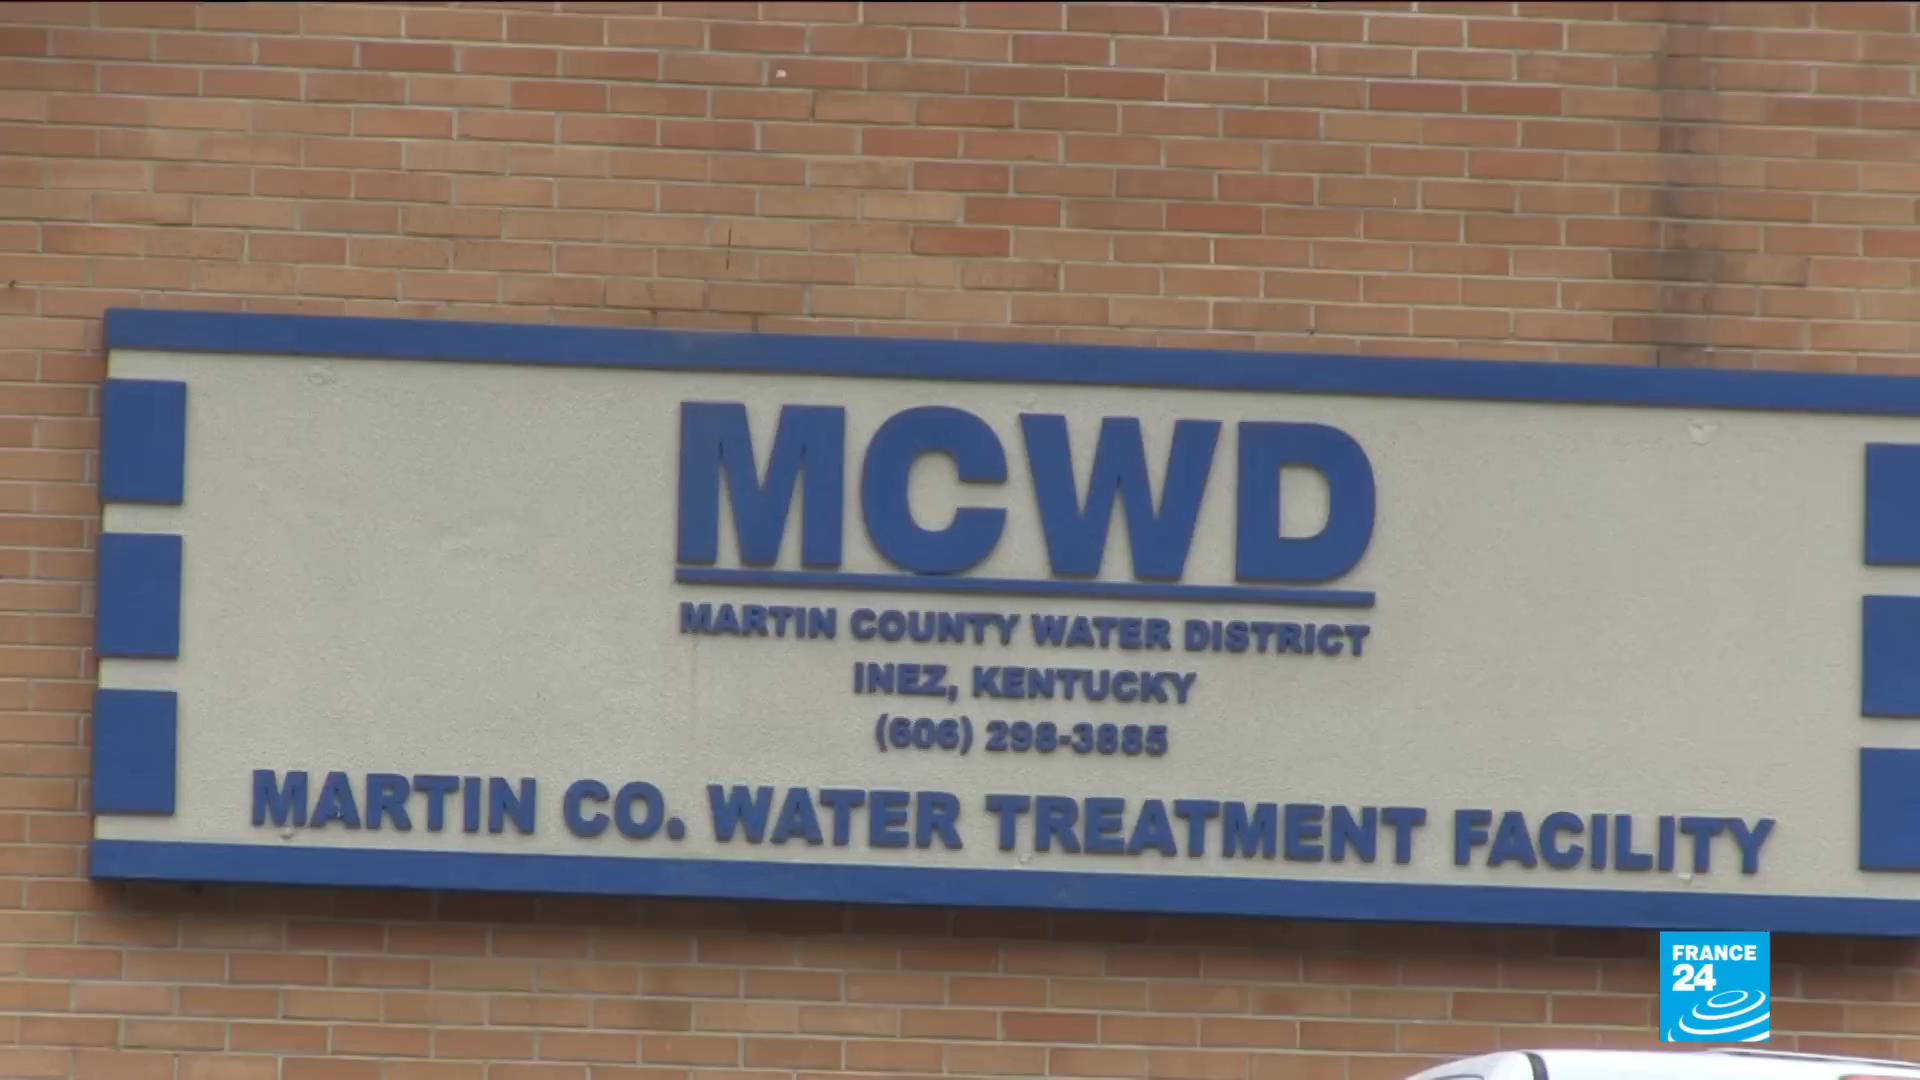 MCWD
MARTIN COUNTY WATER DISTRICT
INEZ, KENTUCKY
(606) 298-3885
MARTIN CO. WATER TREATMENT FACILITY
FRANCE
24